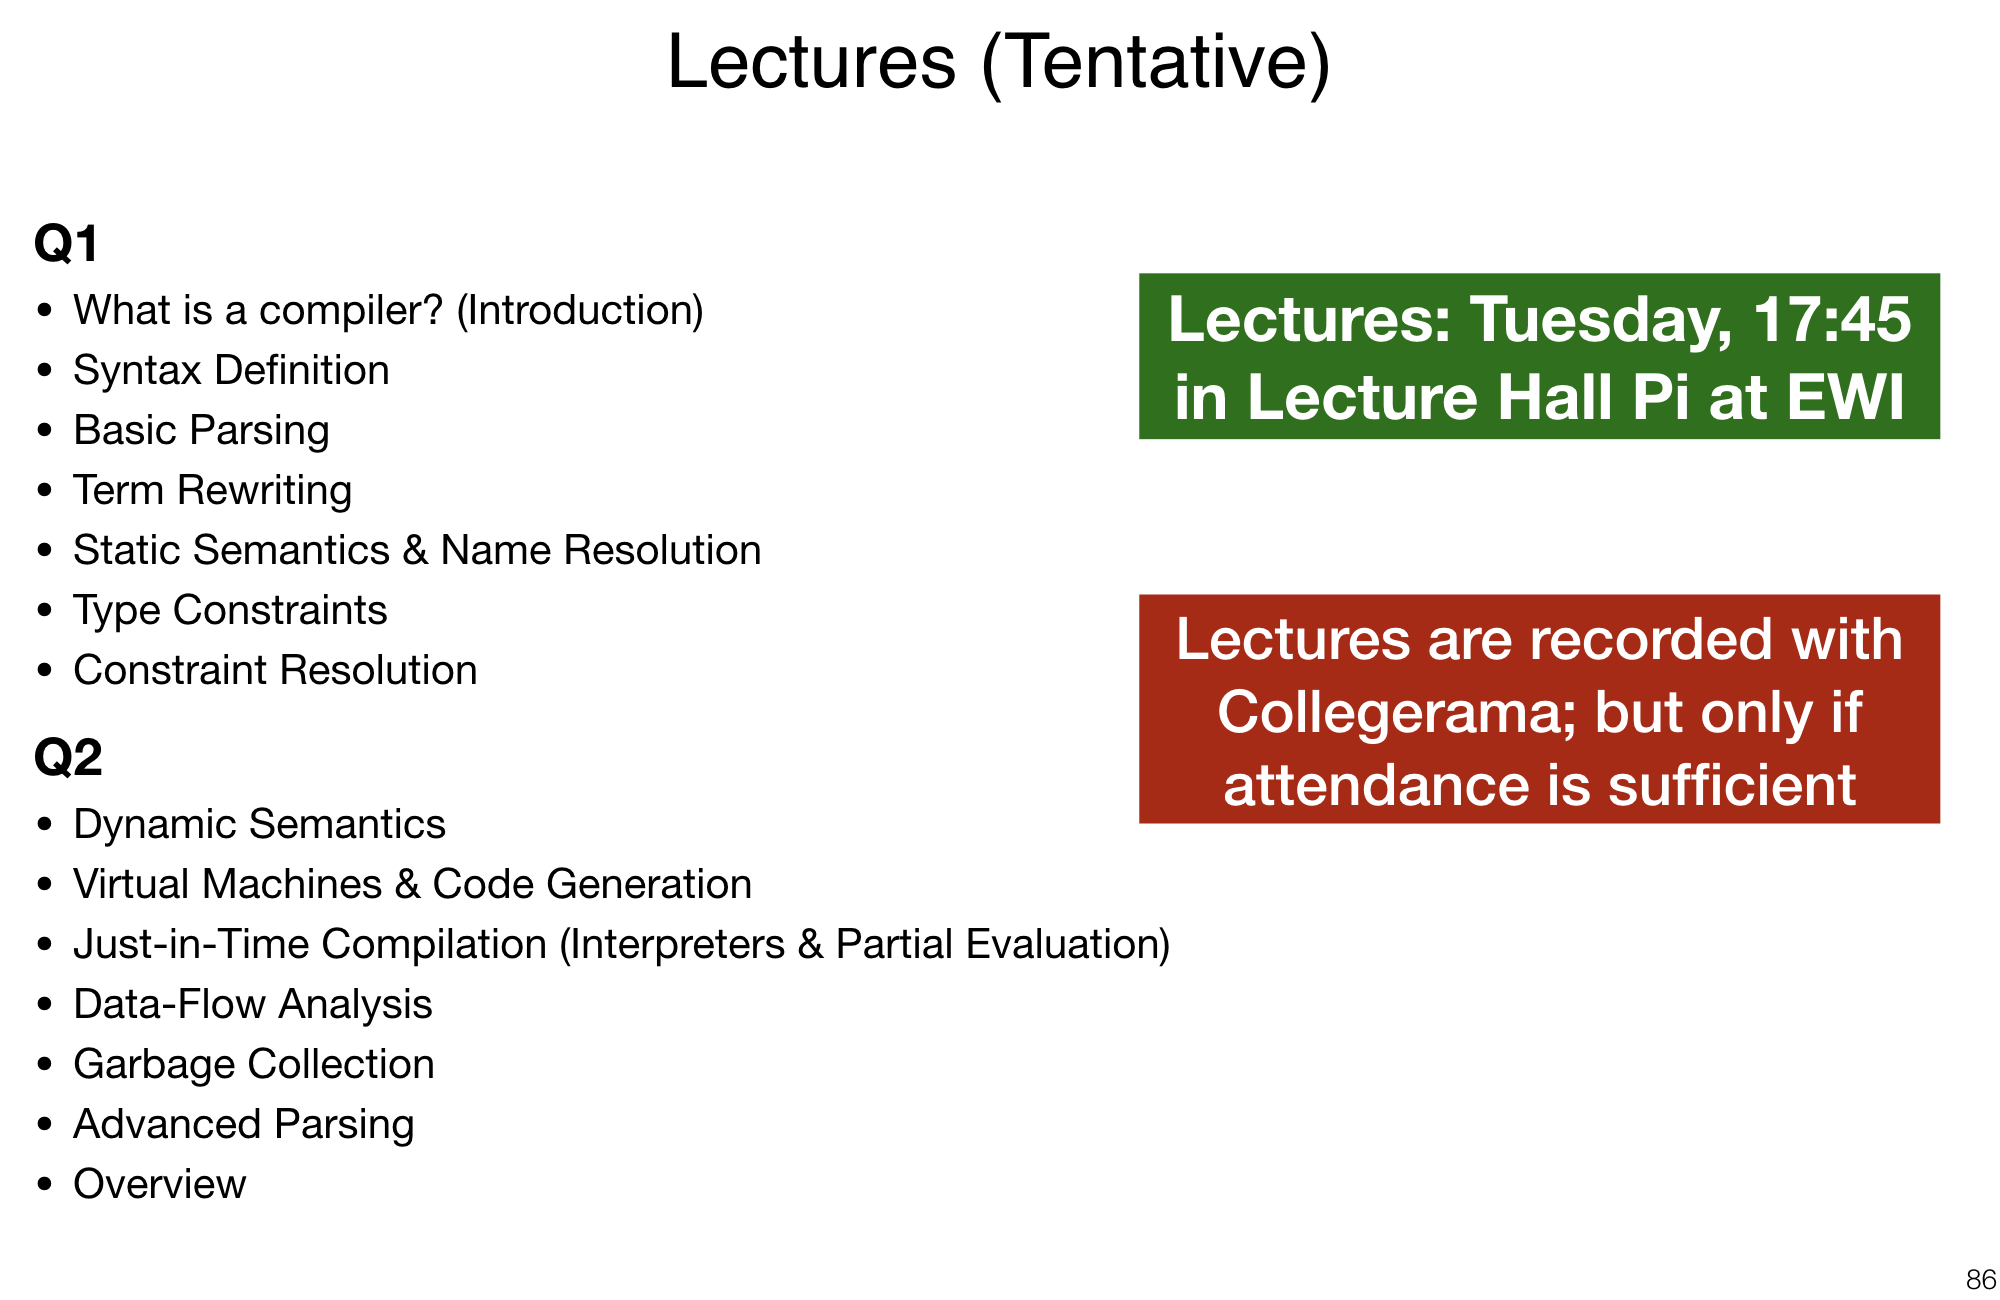 Lectures (Tentative)
Q1
• What is a compiler? (Introduction)
• Syntax Definition
• Basic Parsing
• Term Rewriting
• Static Semantics & Name Resolution
• Type Constraints
• Constraint Resolution
Q2
• Dynamic Semantics
• Virtual Machines & Code Generation
• Just-in-Time Compilation (Interpreters & Partial Evaluation)
• Data-Flow Analysis
• Garbage Collection
• Advanced Parsing
• Overview
Lectures: Tuesday, 17:45
in Lecture Hall Pi at EWI
Lectures are recorded with
Collegerama; but only if
attendance is sufficient
86